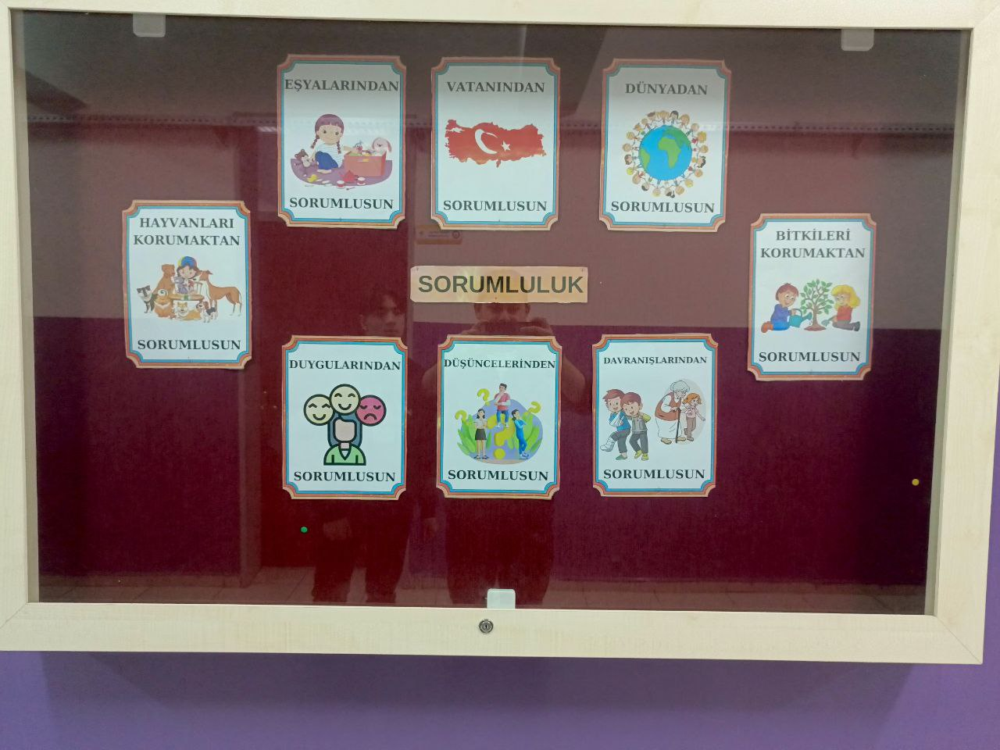 EŞYALARINDAN
SORUMLUSUN
VATANINDAN
SORUMLUSUN
DÜNYADAN
SORUMLUSUN
HAYVANLARI
KORUMAKTAN
SORUMLUSUN
SORUMLULUK
BİTKİLERİ
KORUMAKTAN
SORUMLUSUN
DUYGULARINDAN
SORUMLUSUN
DÜŞÜNCELERİNDEN
SORUMLUSUN
DAVRANIŞLARINDAN
SORUMLUSUN